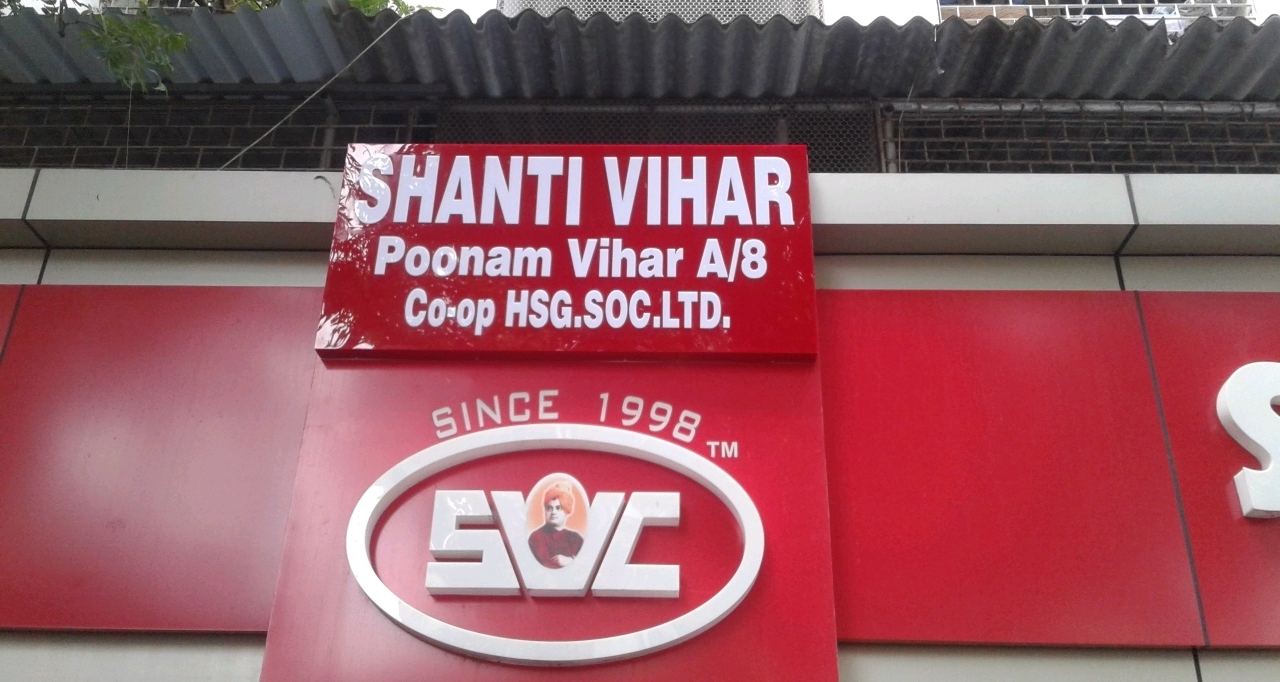 SHANTI VIHAR
Poonam Vihar A/8
Co-op HSG.SOC.LTD.
SINCE 1998
TM
SVC